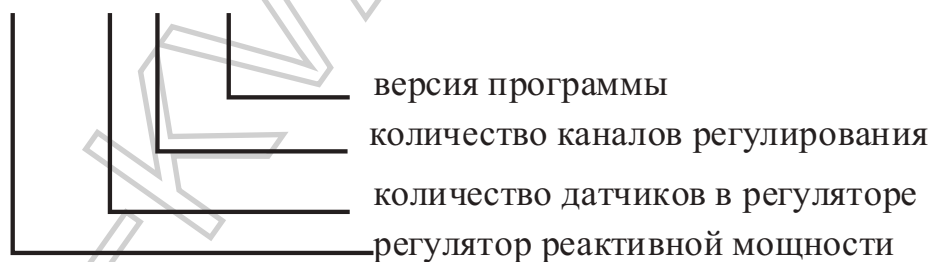 версия программы
количество каналов регулирования
количество датчиков в регуляторе
регулятор реактивной мощности